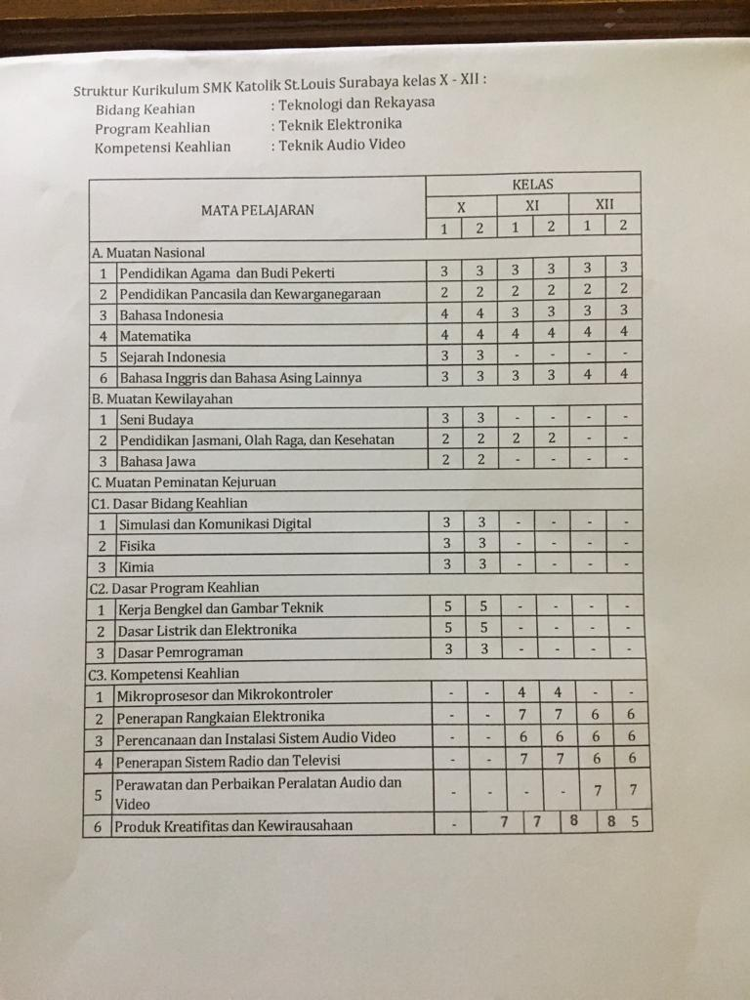 Struktur Kurikulum SMK Katolik St.Louis Surabaya kelas X - XII :
Bidang Keahian : Teknologi dan Rekayasa
Program Keahlian : Teknik Elektronika
Kompetensi Keahlian : Teknik Audio Video
MATA PELAJARAN KELAS
X XI XII
1 2 1 2 1 2
A. Muatan Nasional
1 Pendidikan Agama dan Budi Pekerti 3 3 3 3 3 3
2 Pendidikan Pancasila dan Kewarganegaraan 2 2 2 2 2 2
3 Bahasa Indonesia 4 4 3 3 3 3
4 Matematika 4 4 4 4 4 4
5 Sejarah Indonesia 3 3 - - - -
6 Bahasa Inggris dan Bahasa Asing Lainnya 3 3 3 3 4 4
B. Muatan Kewilayahan
1 Seni Budaya 3 3 - - - -
2 Pendidikan Jasmani, Olah Raga, dan Kesehatan 2 2 2 2 - -
3 Bahasa Jawa 2 2 - - - -
C. Muatan Peminatan Kejuruan
C1. Dasar Bidang Keahlian
1 Simulasi dan Komunikasi Digital 3 3 - - - -
2 Fisika 3 3 - - - -
3 Kimia 3 3 - - - -
C2. Dasar Program Keahlian
1 Kerja Bengkel dan Gambar Teknik 5 5 - - - -
2 Dasar Listrik dan Elektronika 5 5 - - - -
3 Dasar Pemrograman 3 3 - - - -
C3. Kompetensi Keahlian
1 Mikroprosesor dan Mikrokontroler - - 4 4 - -
2 Penerapan Rangkaian Elektronika - - 7 7 6 6
3 Perencanaan dan Instalasi Sistem Audio Video - - 6 6 6 6
4 Penerapan Sistem Radio dan Televisi - - 7 7 6 6
5 Perawatan dan Perbaikan Peralatan Audio dan
Video - - - - 7 7
6 Produk Kreatifitas dan Kewirausahaan - 7 7 8 8 5